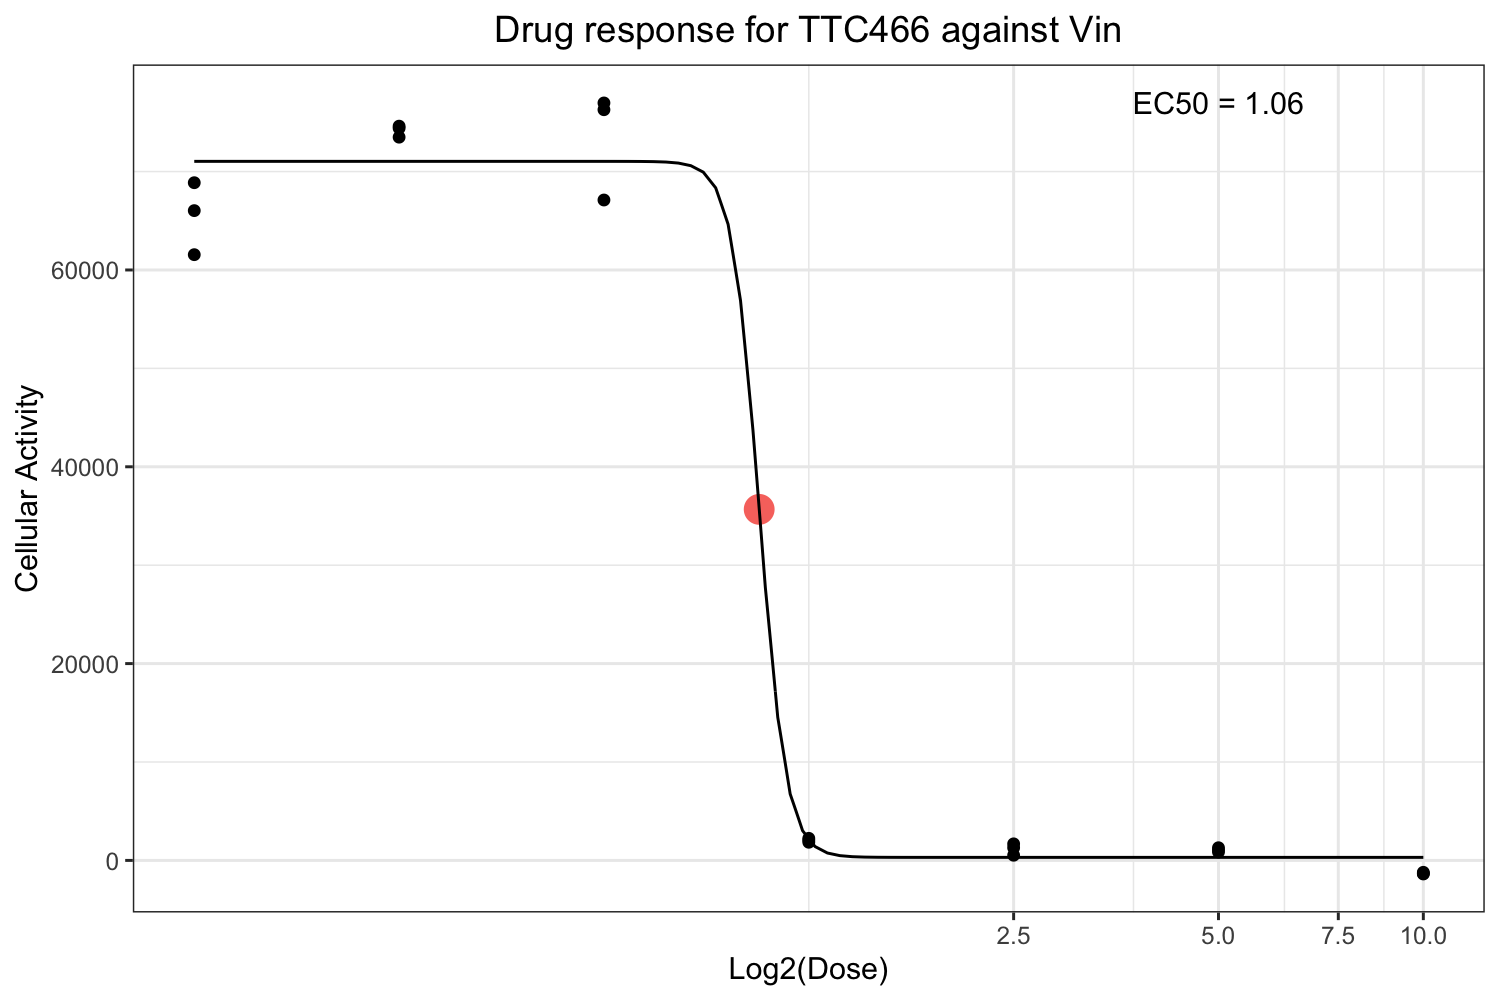 Drug response for TTC466 against Vin
EC50 = 1.06
60000
40000
20000
0
Cellular Activity
2.5 5.0 7.5 10.0
Log2(Dose)